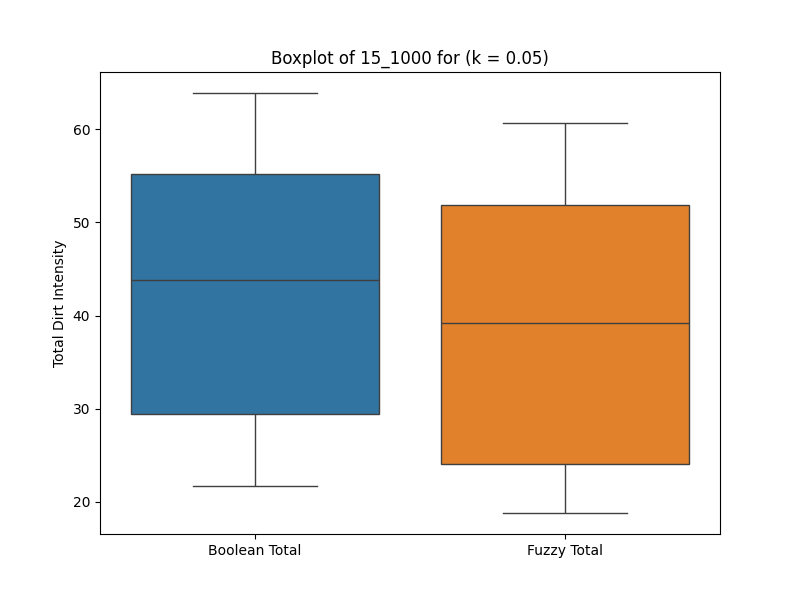 Boxplot of 15_1000 for (k = 0.05)
Total Dirt Intensity
60
50
40
30
20
Boolean Total
Fuzzy Total